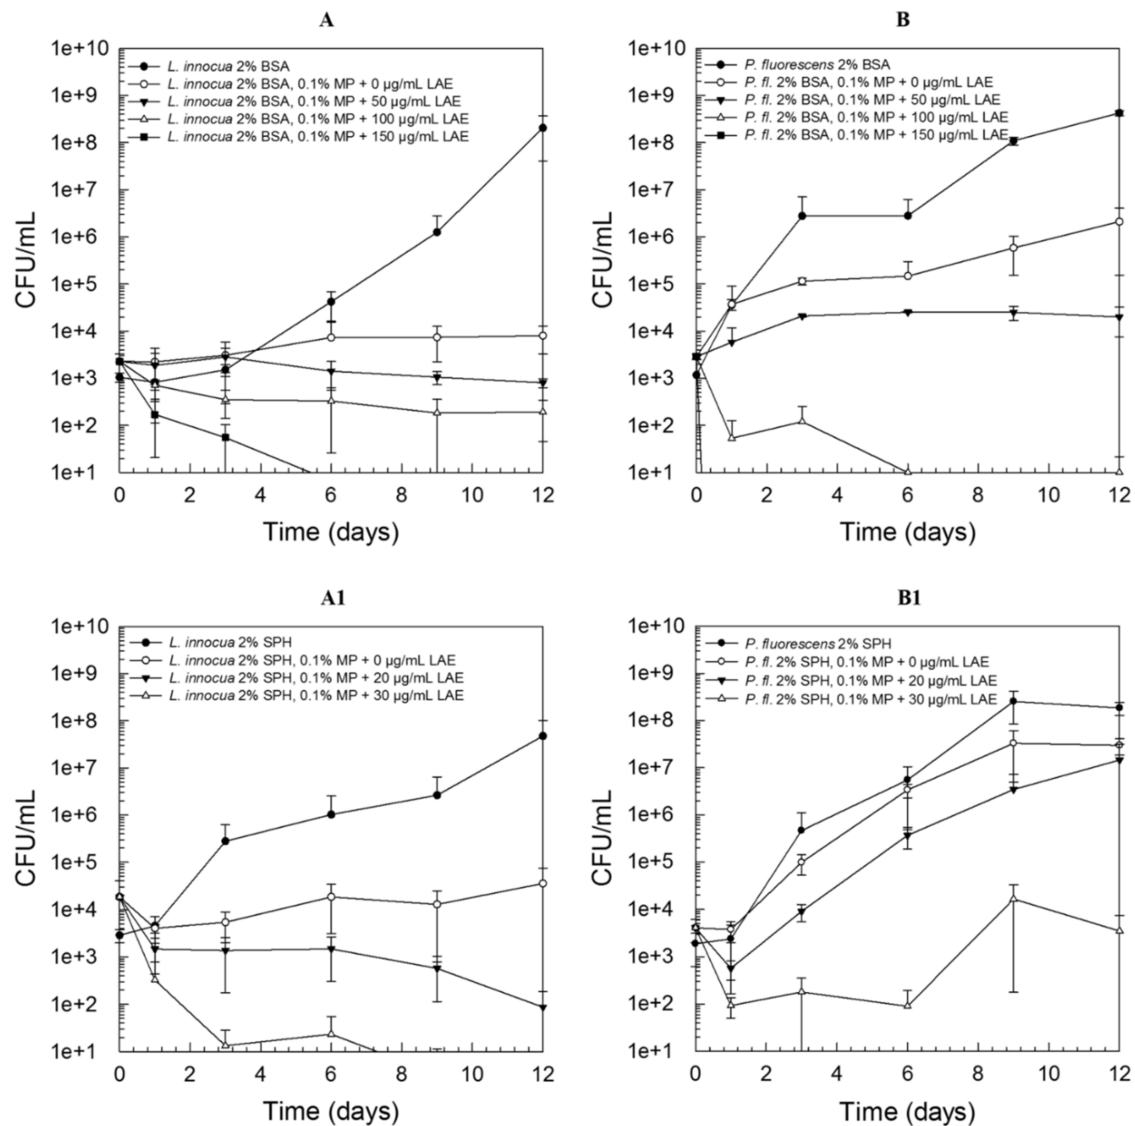 A
1e+10
1e+9
1e+8
1e+7
1e+6
1e+5
1e+4
1e+3
1e+2
1e+1
CFU/mL
L. innocua 2% BSA
L. innocua 2% BSA, 0.1% MP + 0 µg/mL LAE
L. innocua 2% BSA, 0.1% MP + 50 µg/mL LAE
L. innocua 2% BSA, 0.1% MP + 100 µg/mL LAE
L. innocua 2% BSA, 0.1% MP + 150 µg/mL LAE
0 2 4 6 8 10 12
Time (days)
B
1e+10
1e+9
1e+8
1e+7
1e+6
1e+5
1e+4
1e+3
1e+2
1e+1
CFU/mL
P. fluorescens 2% BSA
P. fl. 2% BSA, 0.1% MP + 0 µg/mL LAE
P. fl. 2% BSA, 0.1% MP + 50 µg/mL LAE
P. fl. 2% BSA, 0.1% MP + 100 µg/mL LAE
P. fl. 2% BSA, 0.1% MP + 150 µg/mL LAE
0 2 4 6 8 10 12
Time (days)
A1
1e+10
1e+9
1e+8
1e+7
1e+6
1e+5
1e+4
1e+3
1e+2
1e+1
CFU/mL
L. innocua 2% SPH
L. innocua 2% SPH, 0.1% MP + 0 µg/mL LAE
L. innocua 2% SPH, 0.1% MP + 20 µg/mL LAE
L. innocua 2% SPH, 0.1% MP + 30 µg/mL LAE
0 2 4 6 8 10 12
Time (days)
B1
1e+10
1e+9
1e+8
1e+7
1e+6
1e+5
1e+4
1e+3
1e+2
1e+1
CFU/mL
P. fluorescens 2% SPH
P. fl. 2% SPH, 0.1% MP + 0 µg/mL LAE
P. fl. 2% SPH, 0.1% MP + 20 µg/mL LAE
P. fl. 2% SPH, 0.1% MP + 30 µg/mL LAE
0 2 4 6 8 10 12
Time (days)